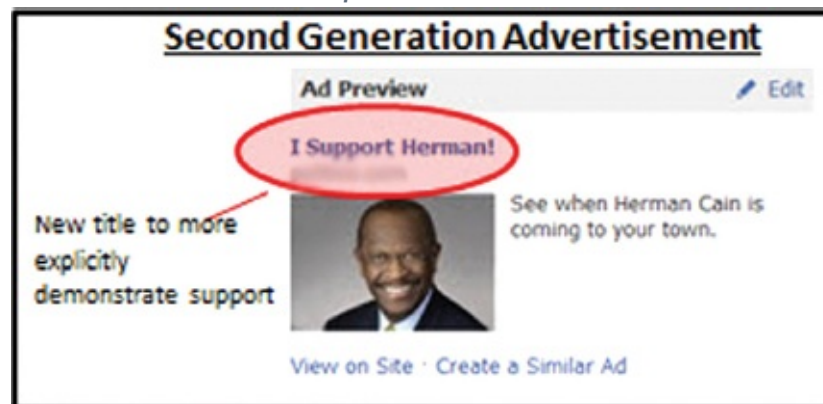 Second Generation Advertisement
Ad Preview
Edit
I Support Herman!
See when Herman Cain is
coming to your town.
New title to more
explicitly
demonstrate support
View on Site · Create a Similar Ad